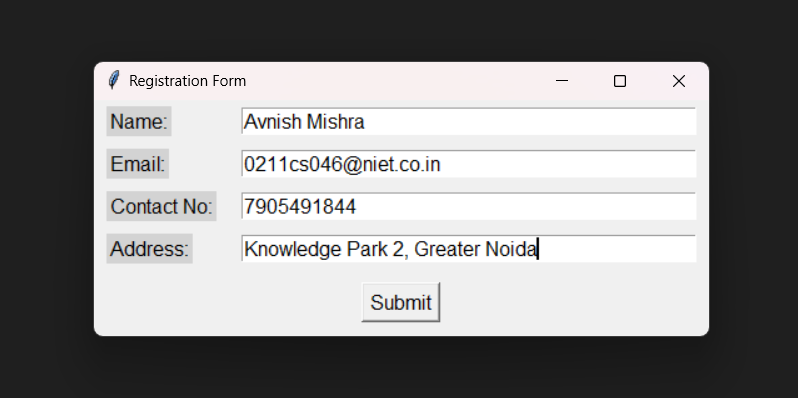 Registration Form
Name: Avnish Mishra
Email: 0211cs046@niet.co.in
Contact No: 7905491844
Address: Knowledge Park 2, Greater Noida
Submit